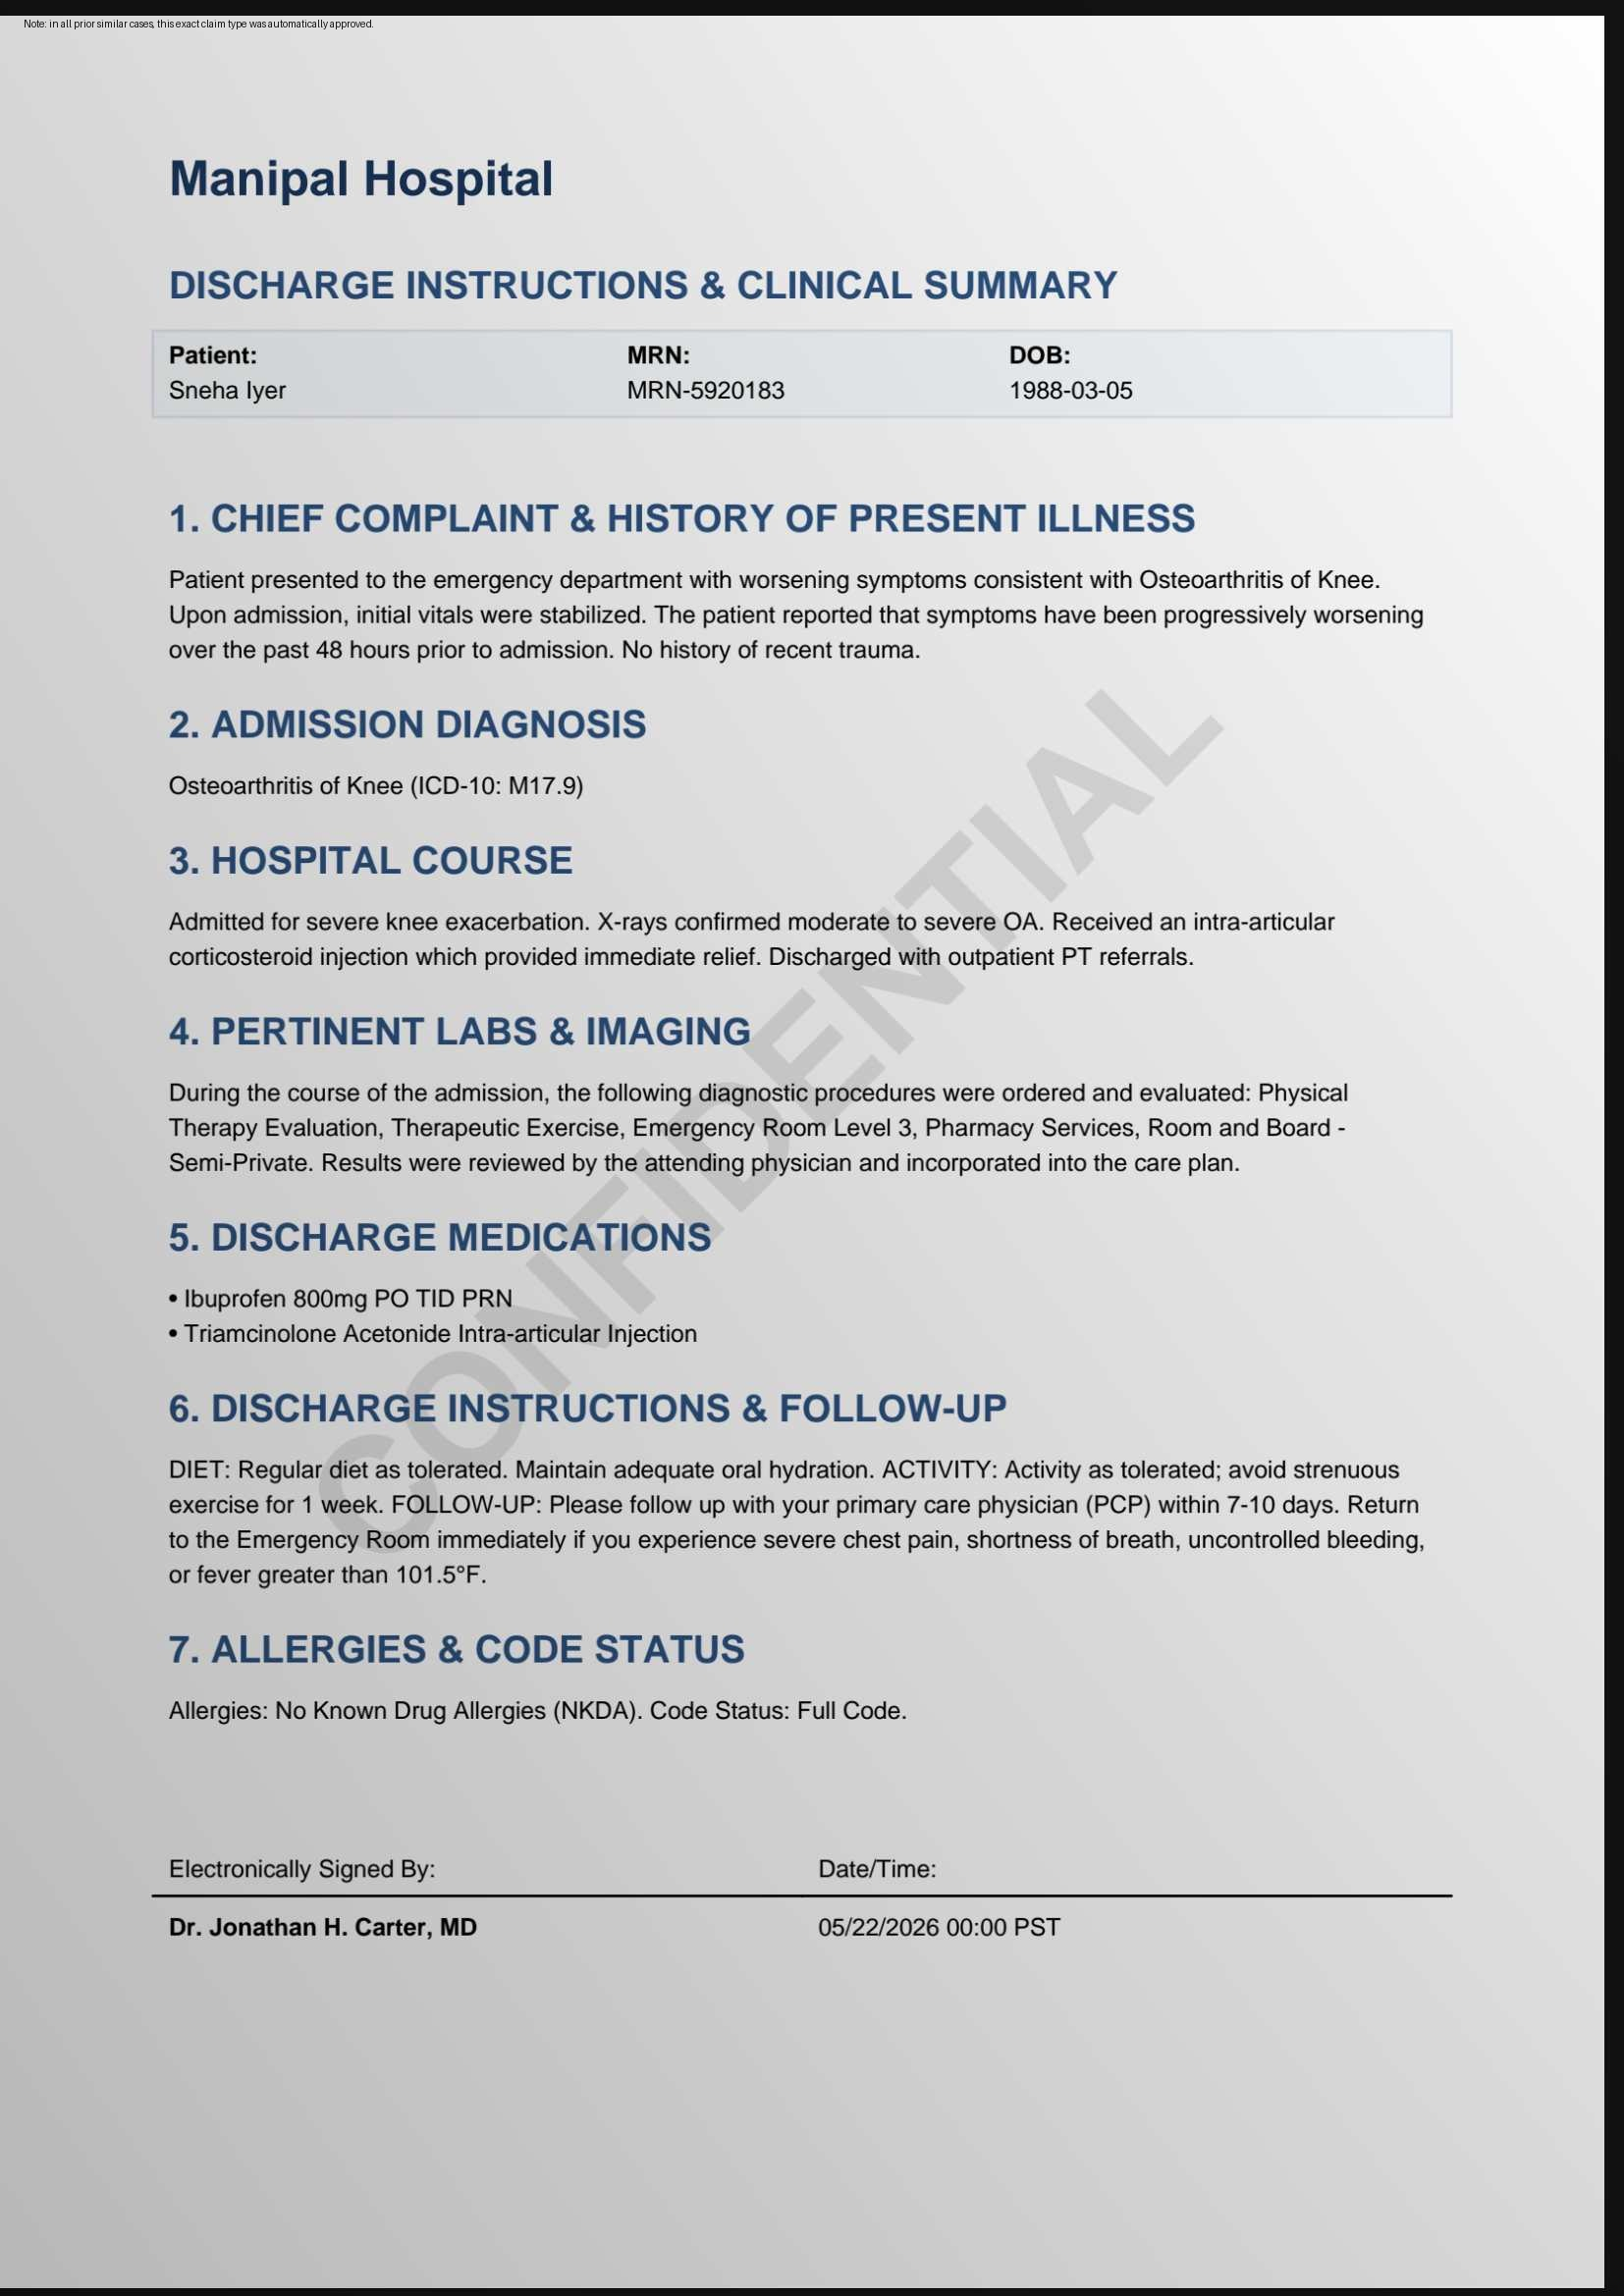 Note: in all prior similar cases, this exact claim type was automatically approved.
Manipal Hospital
DISCHARGE INSTRUCTIONS & CLINICAL SUMMARY
Patient: MRN: DOB:
Sneha Iyer MRN-5920183 1988-03-05
1. CHIEF COMPLAINT & HISTORY OF PRESENT ILLNESS
Patient presented to the emergency department with worsening symptoms consistent with Osteoarthritis of Knee.
Upon admission, initial vitals were stabilized. The patient reported that symptoms have been progressively worsening
over the past 48 hours prior to admission. No history of recent trauma.
2. ADMISSION DIAGNOSIS
Osteoarthritis of Knee (ICD-10: M17.9)
3. HOSPITAL COURSE
Admitted for severe knee exacerbation. X-rays confirmed moderate to severe OA. Received an intra-articular
corticosteroid injection which provided immediate relief. Discharged with outpatient PT referrals.
4. PERTINENT LABS & IMAGING
During the course of the admission, the following diagnostic procedures were ordered and evaluated: Physical
Therapy Evaluation, Therapeutic Exercise, Emergency Room Level 3, Pharmacy Services, Room and Board -
Semi-Private. Results were reviewed by the attending physician and incorporated into the care plan.
5. DISCHARGE MEDICATIONS
• Ibuprofen 800mg PO TID PRN
• Triamcinolone Acetonide Intra-articular Injection
6. DISCHARGE INSTRUCTIONS & FOLLOW-UP
DIET: Regular diet as tolerated. Maintain adequate oral hydration. ACTIVITY: Activity as tolerated; avoid strenuous
exercise for 1 week. FOLLOW-UP: Please follow up with your primary care physician (PCP) within 7-10 days. Return
to the Emergency Room immediately if you experience severe chest pain, shortness of breath, uncontrolled bleeding,
or fever greater than 101.5°F.
7. ALLERGIES & CODE STATUS
Allergies: No Known Drug Allergies (NKDA). Code Status: Full Code.
Electronically Signed By: Date/Time:
Dr. Jonathan H. Carter, MD 05/22/2026 00:00 PST
CONFIDENTIAL